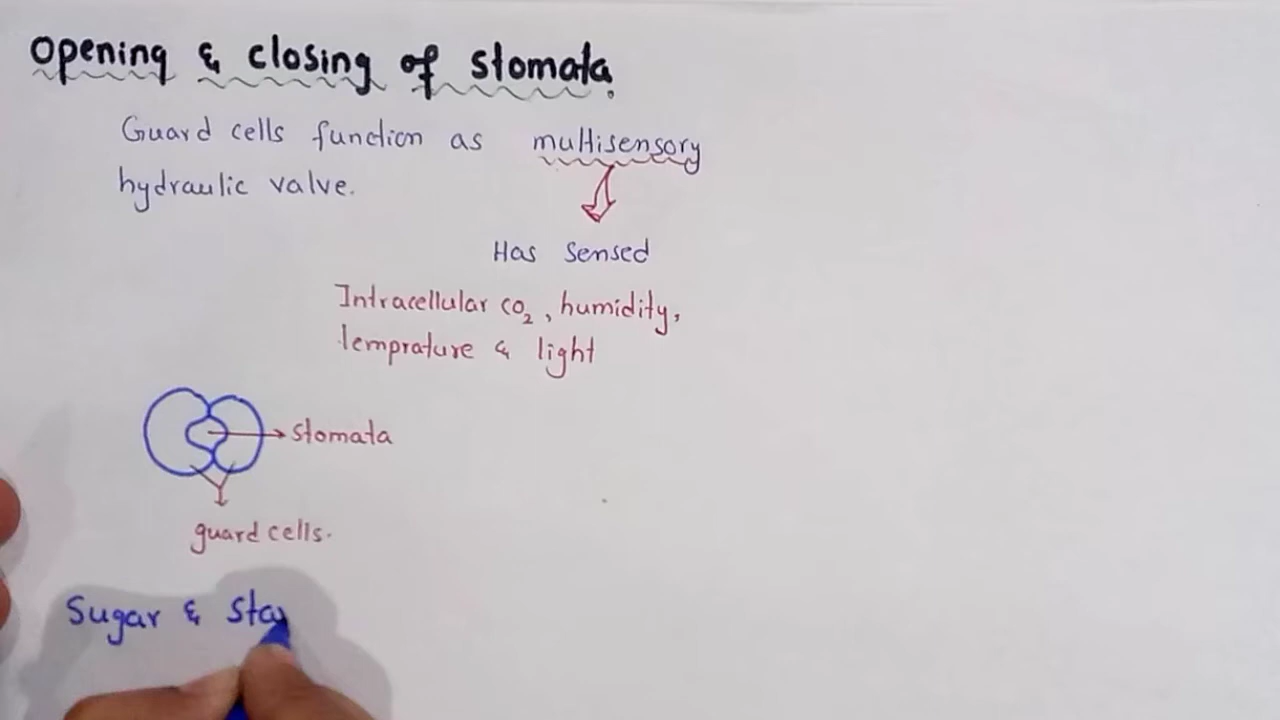 Opening & closing of stomata.
Guard cells function as multisensory
hydraulic valve.
Has sensed
Intracellular CO₂, humidity,
temprature & light
stomata
guard cells.
Sugar & sta